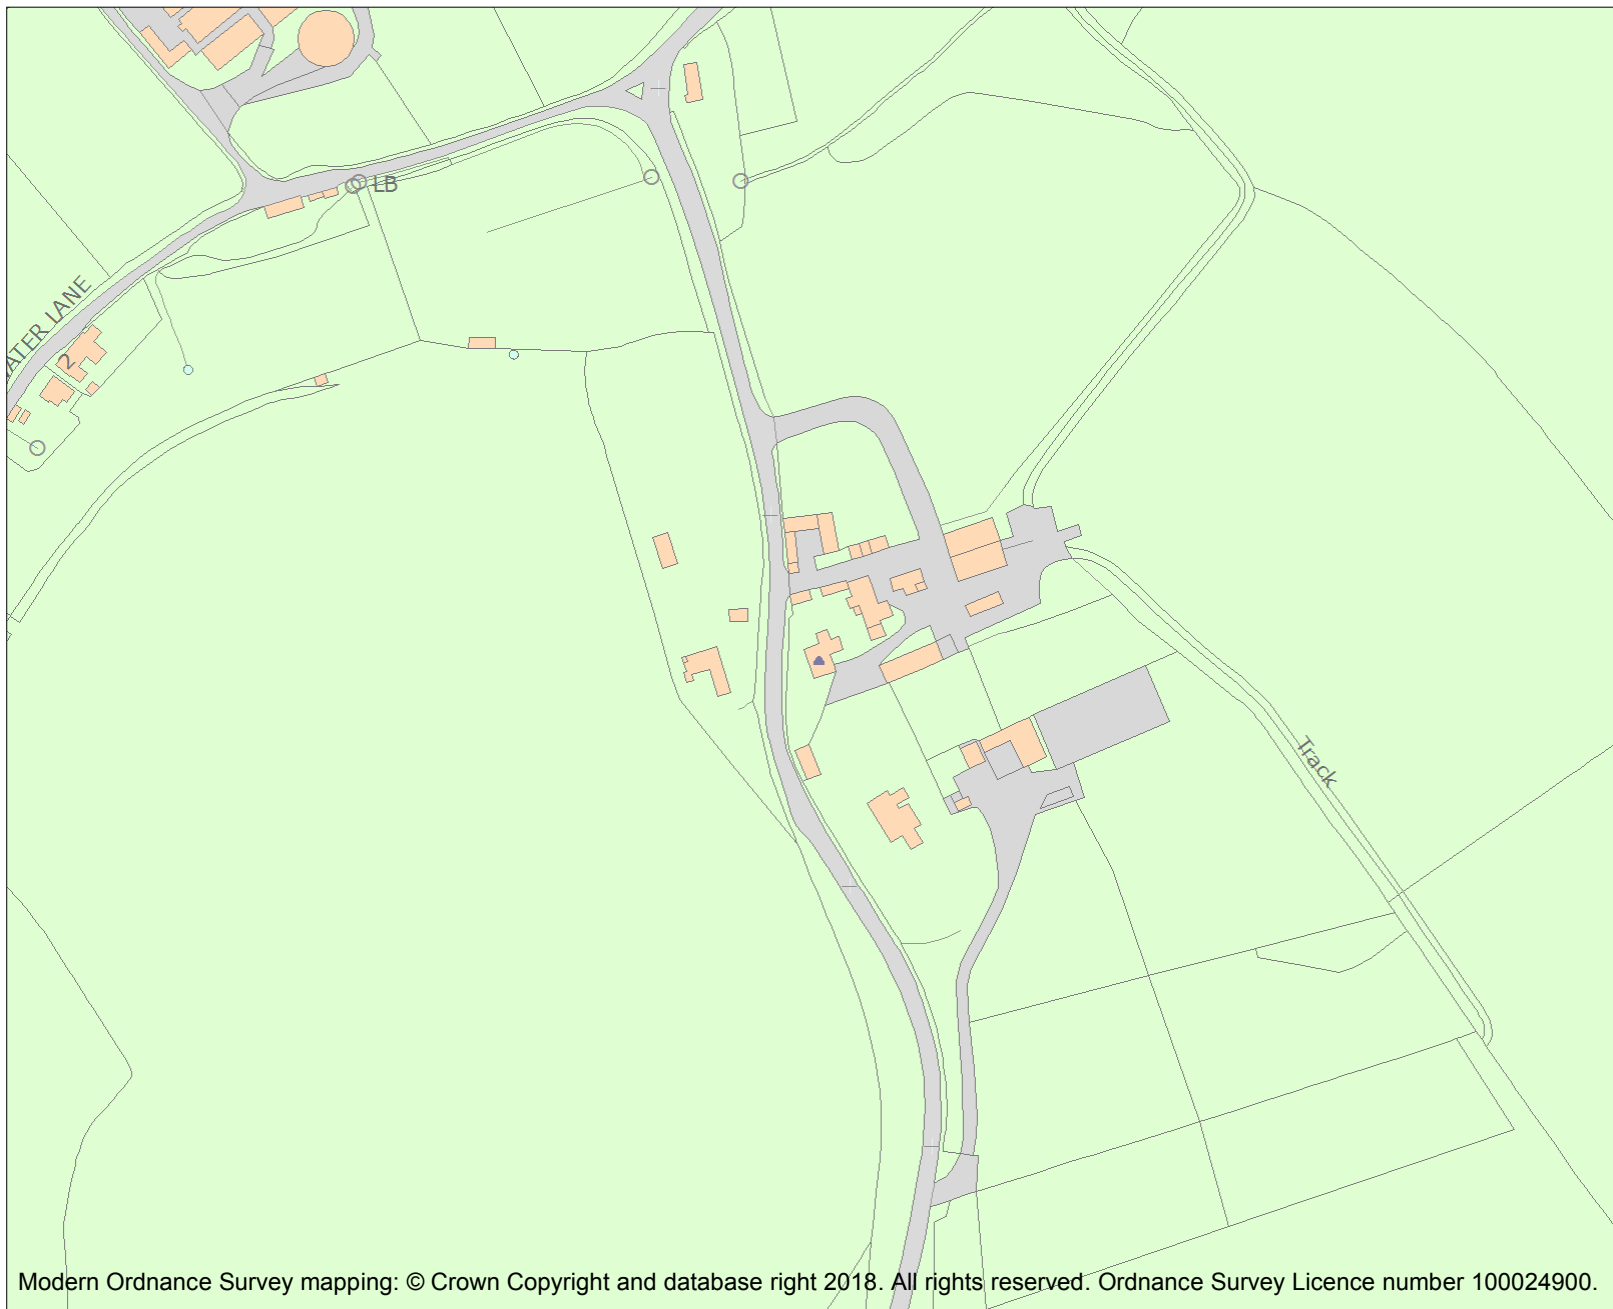 LB
WATER LANE
2
Track
Modern Ordnance Survey mapping: © Crown Copyright and database right 2018. All rights reserved. Ordnance Survey Licence number 100024900.